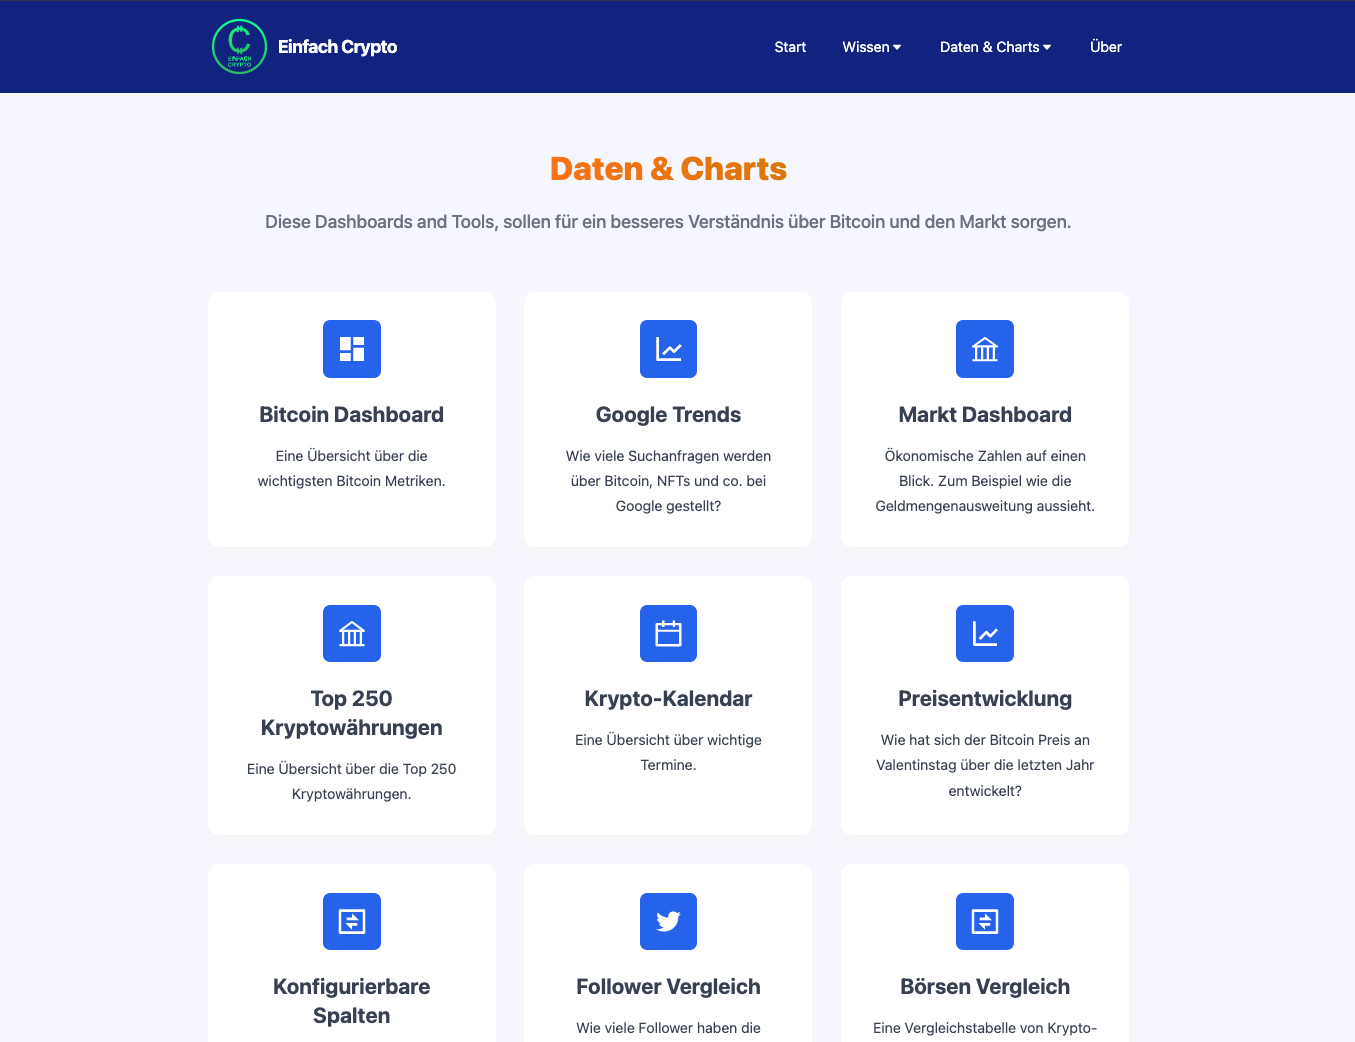 EINFACH
CRYPTO
Einfach Crypto
Start
Wissen
Daten & Charts
Über
Daten & Charts
Diese Dashboards and Tools, sollen für ein besseres Verständnis über Bitcoin und den Markt sorgen.
Bitcoin Dashboard
Eine Übersicht über die
wichtigsten Bitcoin Metriken.
Google Trends
Wie viele Suchanfragen werden
über Bitcoin, NFTs und co. bei
Google gestellt?
Markt Dashboard
Ökonomische Zahlen auf einen
Blick. Zum Beispiel wie die
Geldmengenausweitung aussieht.
Top 250
Kryptowährungen
Eine Übersicht über die Top 250
Kryptowährungen.
Krypto-Kalendar
Eine Übersicht über wichtige
Termine.
Preisentwicklung
Wie hat sich der Bitcoin Preis an
Valentinstag über die letzten Jahr
entwickelt?
Konfigurierbare
Spalten
Follower Vergleich
Wie viele Follower haben die
Börsen Vergleich
Eine Vergleichstabelle von Krypto-